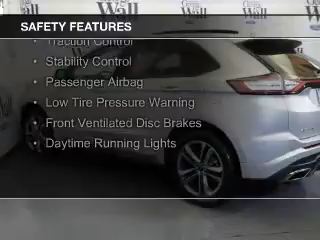 SAFETY FEATURES
• Traction Control
• Stability Control
• Passenger Airbag
• Low Tire Pressure Warning
• Front Ventilated Disc Brakes
• Daytime Running Lights
Wall